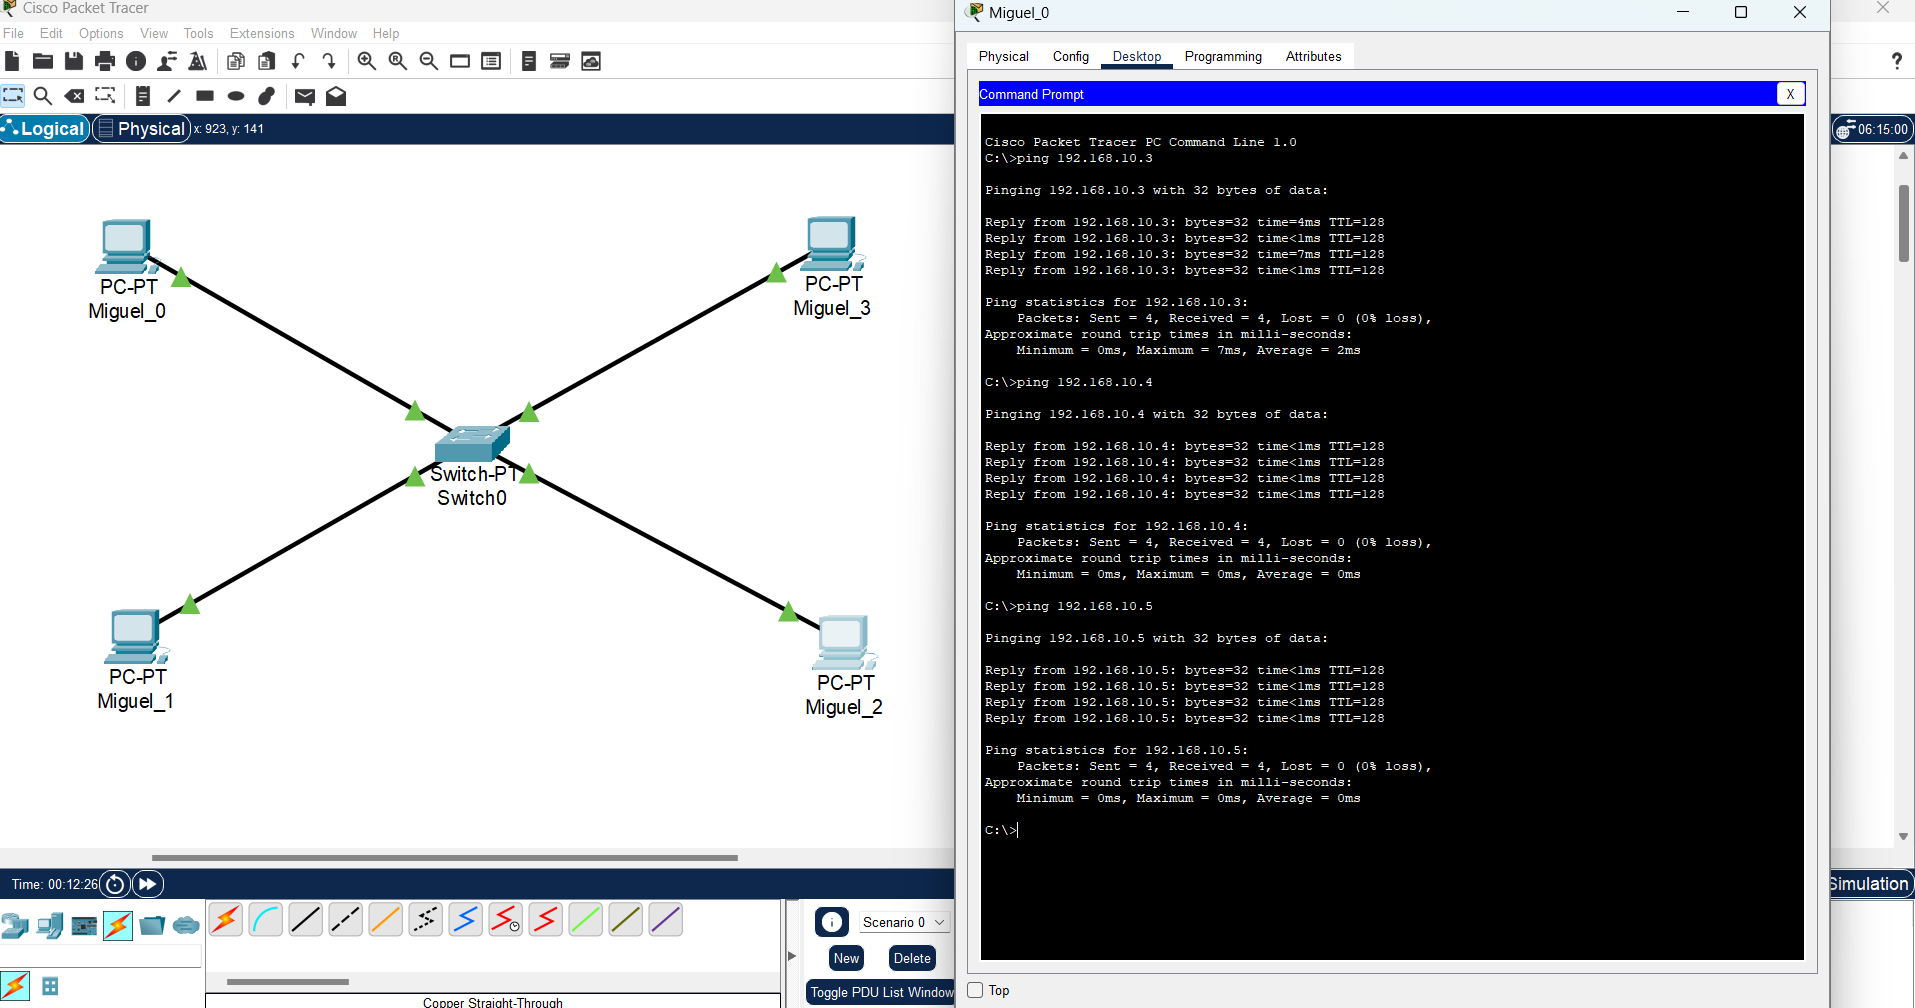 Cisco Packet Tracer
File Edit Options View Tools Extensions Window Help
Logical Physical x: 923, y: 141
06:15:00
PC-PT
Miguel_0
PC-PT
Miguel_3
Switch-PT
Switch0
PC-PT
Miguel_1
PC-PT
Miguel_2
Time: 00:12:26
Scenario 0
New Delete
Toggle PDU List Window
Copper Straight-Through
Simulation
Miguel_0
Physical Config Desktop Programming Attributes
Command Prompt X
Cisco Packet Tracer PC Command Line 1.0
C:\>ping 192.168.10.3
Pinging 192.168.10.3 with 32 bytes of data:
Reply from 192.168.10.3: bytes=32 time=4ms TTL=128
Reply from 192.168.10.3: bytes=32 time<1ms TTL=128
Reply from 192.168.10.3: bytes=32 time=7ms TTL=128
Reply from 192.168.10.3: bytes=32 time<1ms TTL=128
Ping statistics for 192.168.10.3:
Packets: Sent = 4, Received = 4, Lost = 0 (0% loss),
Approximate round trip times in milli-seconds:
Minimum = 0ms, Maximum = 7ms, Average = 2ms
C:\>ping 192.168.10.4
Pinging 192.168.10.4 with 32 bytes of data:
Reply from 192.168.10.4: bytes=32 time<1ms TTL=128
Reply from 192.168.10.4: bytes=32 time<1ms TTL=128
Reply from 192.168.10.4: bytes=32 time<1ms TTL=128
Reply from 192.168.10.4: bytes=32 time<1ms TTL=128
Ping statistics for 192.168.10.4:
Packets: Sent = 4, Received = 4, Lost = 0 (0% loss),
Approximate round trip times in milli-seconds:
Minimum = 0ms, Maximum = 0ms, Average = 0ms
C:\>ping 192.168.10.5
Pinging 192.168.10.5 with 32 bytes of data:
Reply from 192.168.10.5: bytes=32 time<1ms TTL=128
Reply from 192.168.10.5: bytes=32 time<1ms TTL=128
Reply from 192.168.10.5: bytes=32 time<1ms TTL=128
Reply from 192.168.10.5: bytes=32 time<1ms TTL=128
Ping statistics for 192.168.10.5:
Packets: Sent = 4, Received = 4, Lost = 0 (0% loss),
Approximate round trip times in milli-seconds:
Minimum = 0ms, Maximum = 0ms, Average = 0ms
C:\>
Top